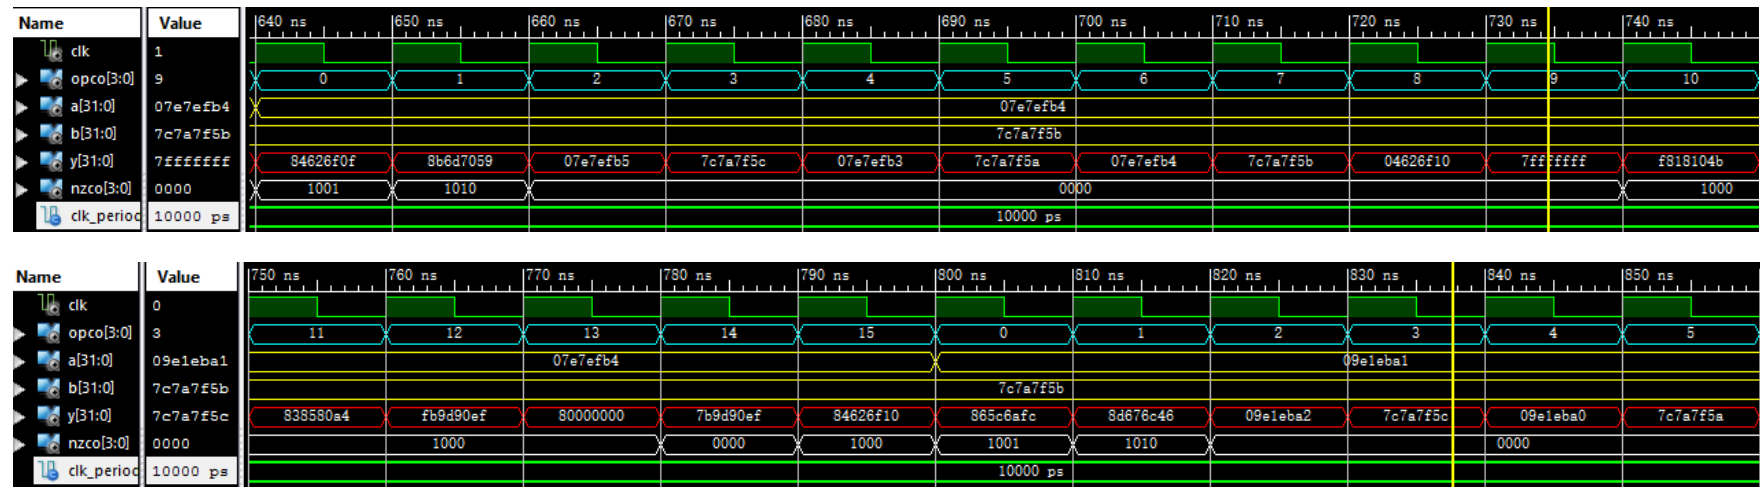 Name Value 640 ns 650 ns 660 ns 670 ns 680 ns 690 ns 700 ns 710 ns 720 ns 730 ns 740 ns
clk 1
opco[3:0] 9 0 1 2 3 4 5 6 7 8 9 10
a[31:0] 07e7efb4 07e7efb4
b[31:0] 7c7a7f5b 7c7a7f5b
y[31:0] 7fffffff 84626f0f 8b6d7059 07e7efb5 7c7a7f5c 07e7efb3 7c7a7f5a 07e7efb4 7c7a7f5b 04626f10 7fffffff f818104b
nzco[3:0] 0000 1001 1010 0000 1000
clk_period 10000 ps 10000 ps
Name Value 750 ns 760 ns 770 ns 780 ns 790 ns 800 ns 810 ns 820 ns 830 ns 840 ns 850 ns
clk 0
opco[3:0] 3 11 12 13 14 15 0 1 2 3 4 5
a[31:0] 09e1eba1 07e7efb4 09e1eba1
b[31:0] 7c7a7f5b 7c7a7f5b
y[31:0] 7c7a7f5c 838580a4 fb9d90ef 80000000 7b9d90ef 84626f10 865c6afc 8d676c46 09e1eba2 7c7a7f5c 09e1eba0 7c7a7f5a
nzco[3:0] 0000 1000 0000 1000 1001 1010 0000
clk_period 10000 ps 10000 ps